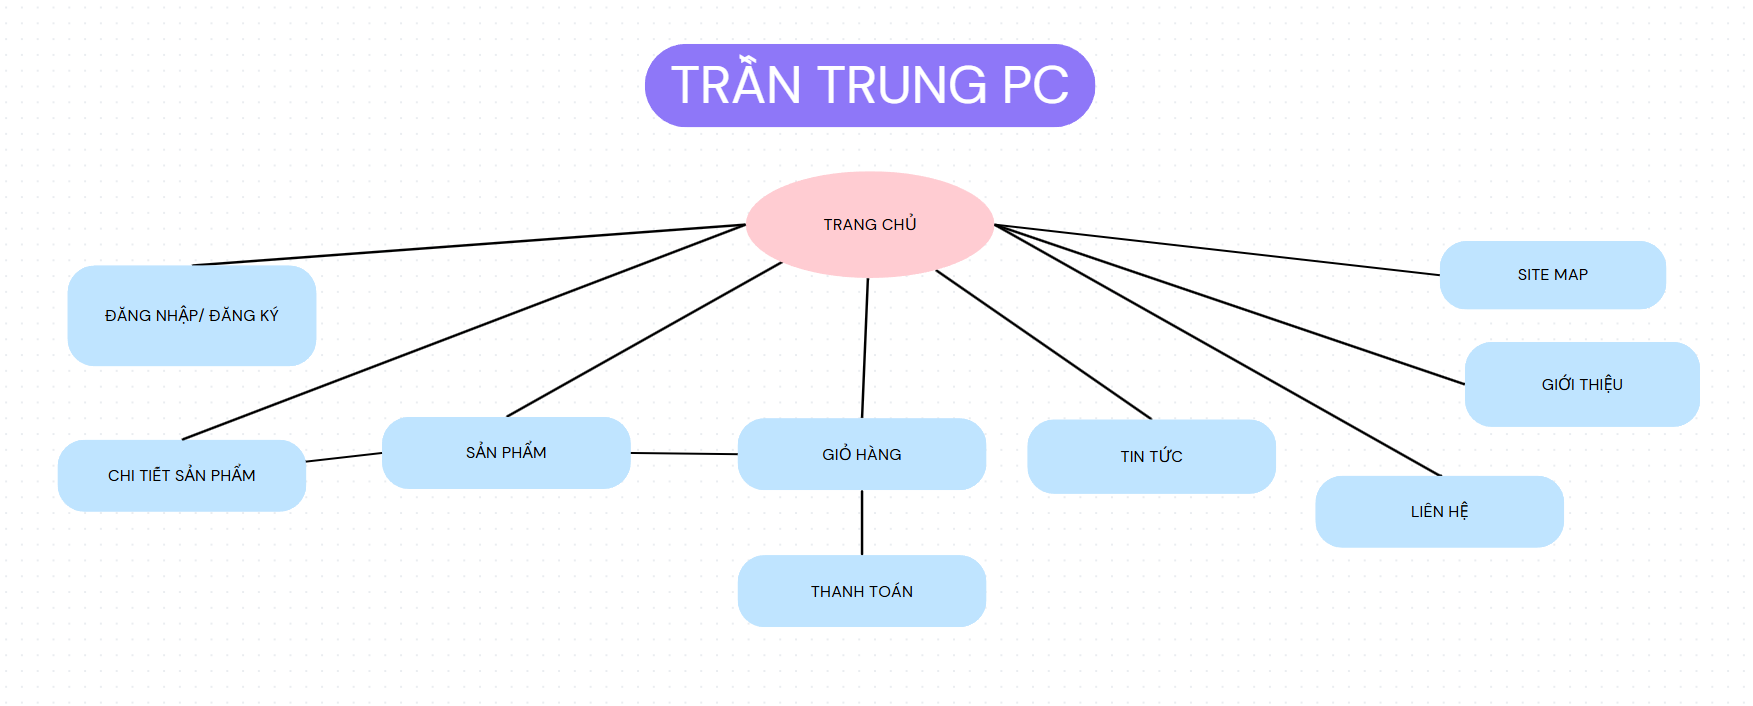 TRẦN TRUNG PC
TRANG CHỦ
ĐĂNG NHẬP/ ĐĂNG KÝ
SITE MAP
GIỚI THIỆU
CHI TIẾT SẢN PHẨM
SẢN PHẨM
GIỎ HÀNG
TIN TỨC
LIÊN HỆ
THANH TOÁN